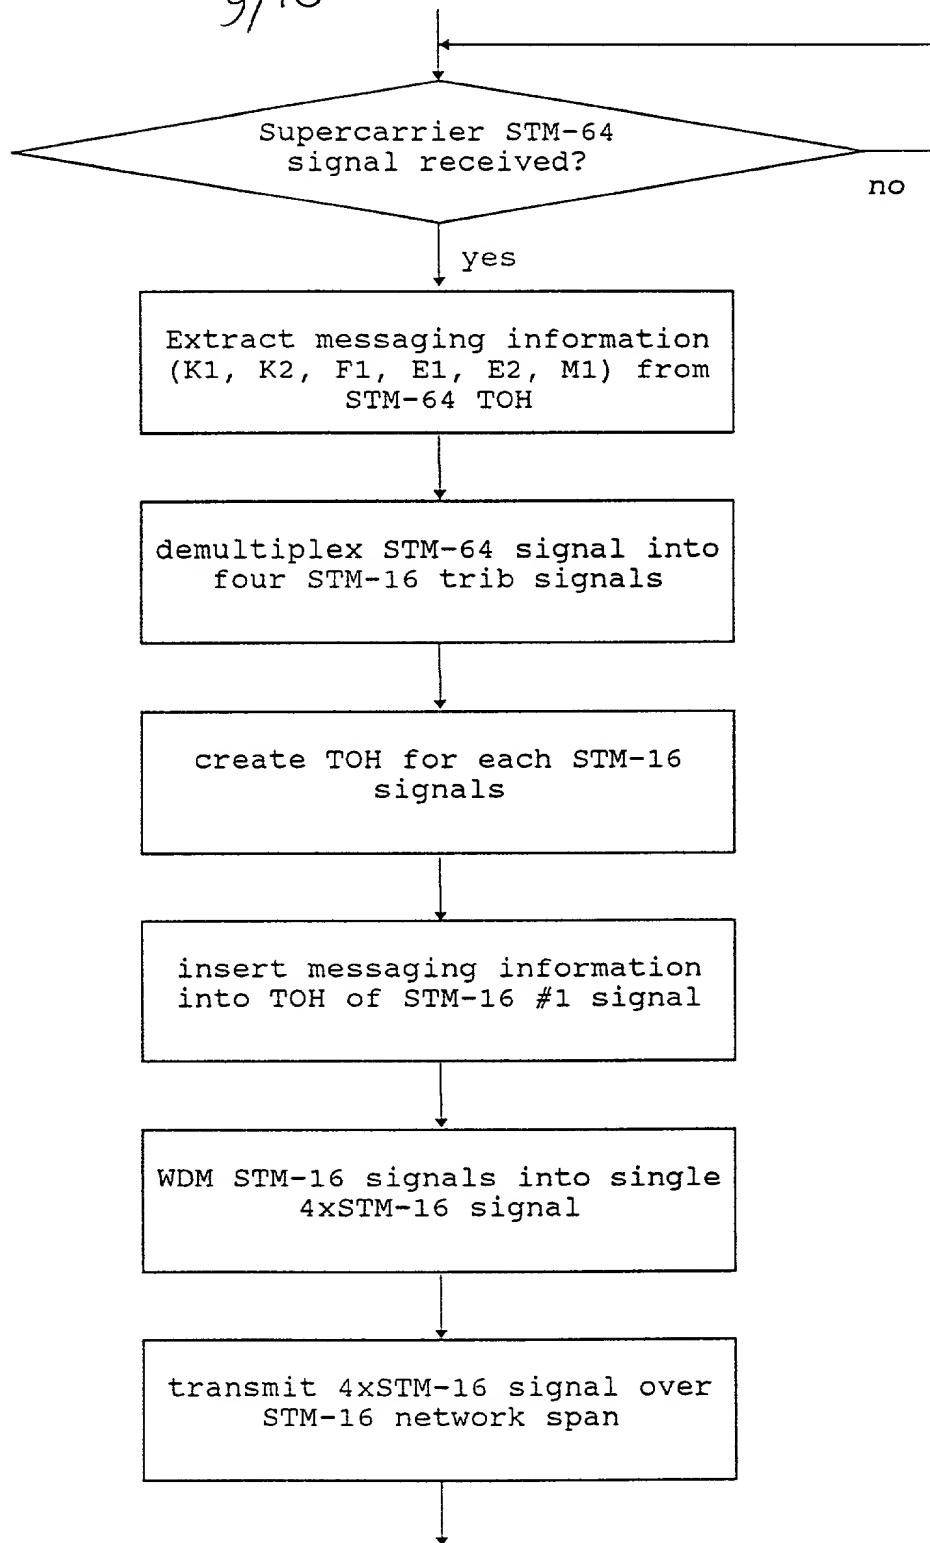 9/10
Supercarrier STM-64
signal received?
no
yes
Extract messaging information
(K1, K2, F1, E1, E2, M1) from
STM-64 TOH
demultiplex STM-64 signal into
four STM-16 trib signals
create TOH for each STM-16
signals
insert messaging information
into TOH of STM-16 #1 signal
WDM STM-16 signals into single
4xSTM-16 signal
transmit 4xSTM-16 signal over
STM-16 network span